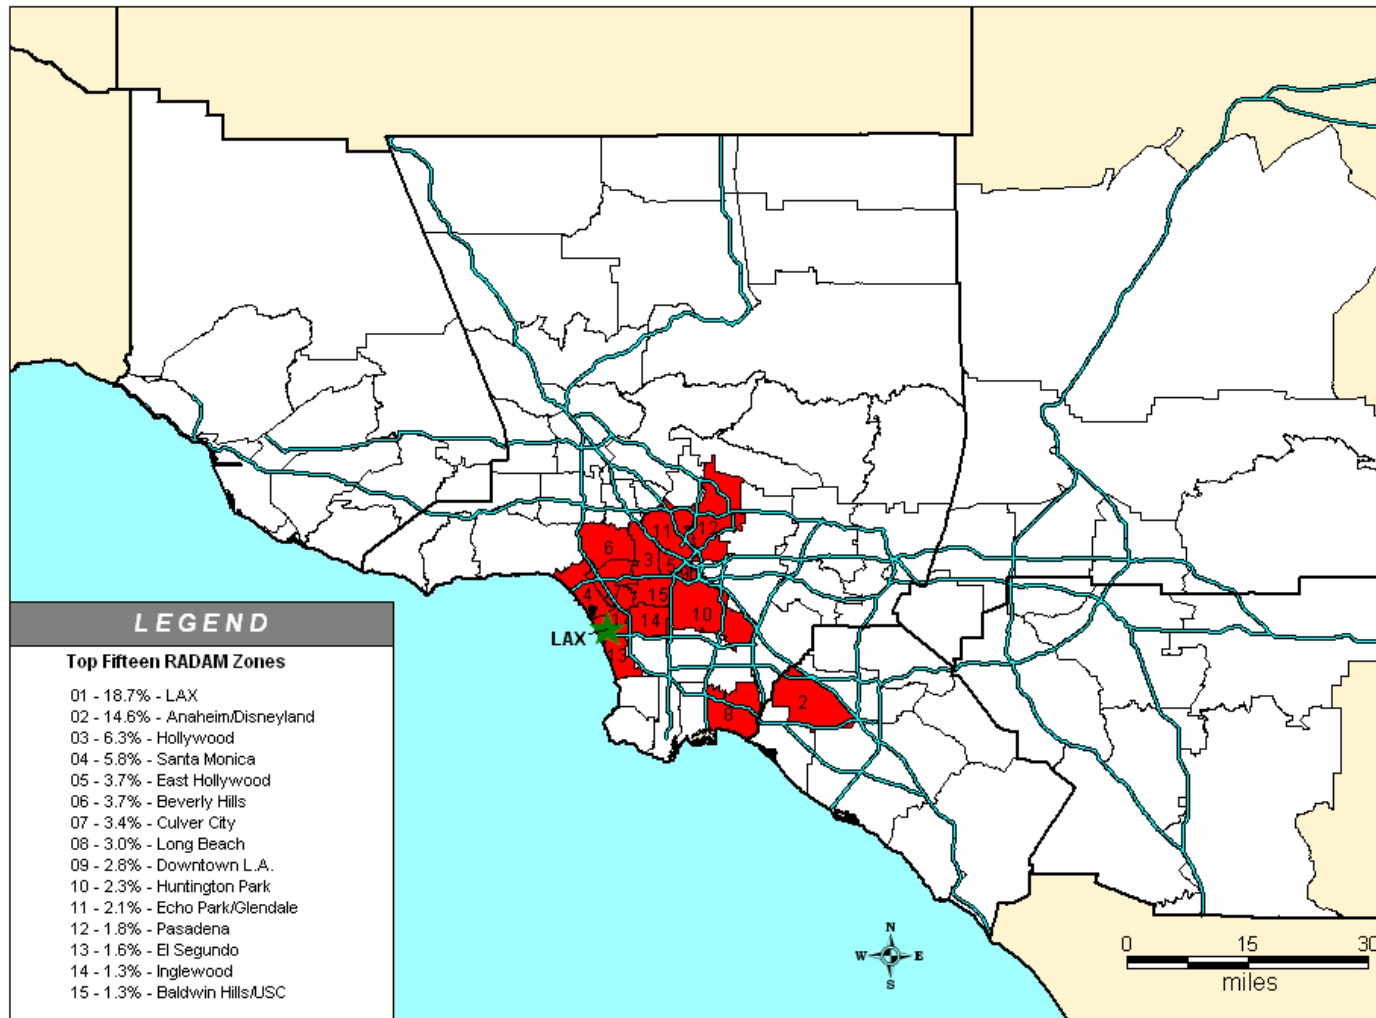 6
11
12
3
5
4
7
15
10
1
14
LAX
13
2
8
LEGEND
Top Fifteen RADAM Zones
01 - 18.7% - LAX
02 - 14.6% - Anaheim/Disneyland
03 - 6.3% - Hollywood
04 - 5.8% - Santa Monica
05 - 3.7% - East Hollywood
06 - 3.7% - Beverly Hills
07 - 3.4% - Culver City
08 - 3.0% - Long Beach
09 - 2.8% - Downtown L.A.
10 - 2.3% - Huntington Park
11 - 2.1% - Echo Park/Glendale
12 - 1.8% - Pasadena
13 - 1.6% - El Segundo
14 - 1.3% - Inglewood
15 - 1.3% - Baldwin Hills/USC
N
W E
S
0 15 30
miles